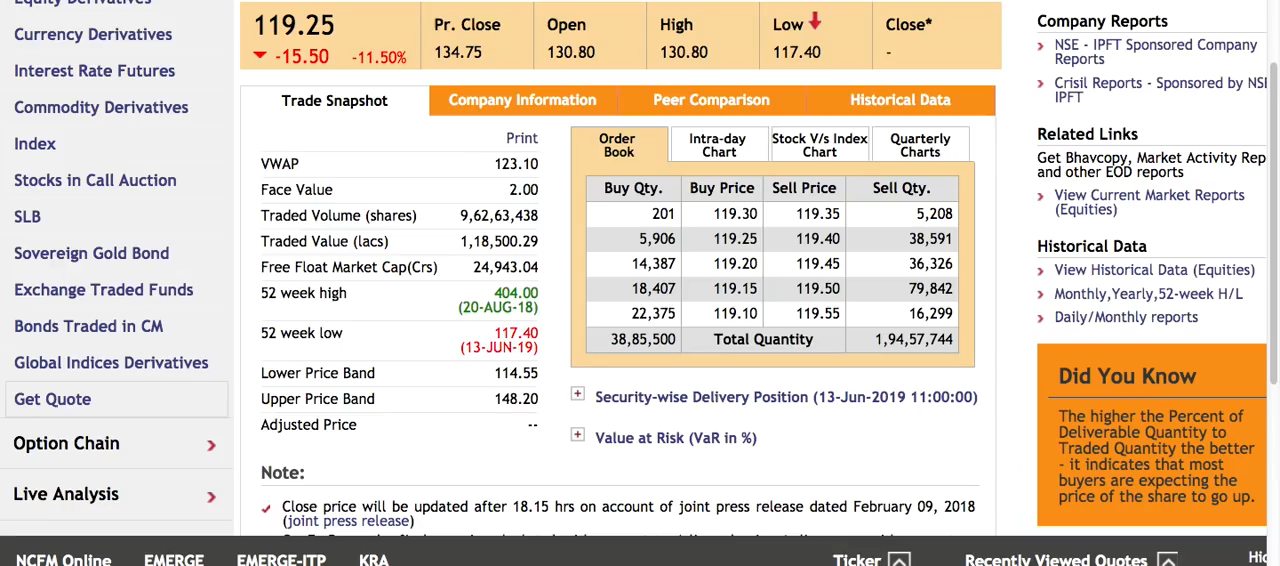 Equity Derivatives
Currency Derivatives
Interest Rate Futures
Commodity Derivatives
Index
Stocks in Call Auction
SLB
Sovereign Gold Bond
Exchange Traded Funds
Bonds Traded in CM
Global Indices Derivatives
Get Quote
Option Chain
Live Analysis
119.25
-15.50 -11.50%
Pr. Close
134.75
Open
130.80
High
130.80
Low
117.40
Close*
-
Trade Snapshot
Company Information
Peer Comparison
Historical Data
Print
VWAP 123.10
Face Value 2.00
Traded Volume (shares) 9,62,63,438
Traded Value (lacs) 1,18,500.29
Free Float Market Cap(Crs) 24,943.04
52 week high 404.00
(20-AUG-18)
52 week low 117.40
(13-JUN-19)
Lower Price Band 114.55
Upper Price Band 148.20
Adjusted Price --
Order
Book
Intra-day
Chart
Stock V/s Index
Chart
Quarterly
Charts
Buy Qty. Buy Price Sell Price Sell Qty.
201 119.30 119.35 5,208
5,906 119.25 119.40 38,591
14,387 119.20 119.45 36,326
18,407 119.15 119.50 79,842
22,375 119.10 119.55 16,299
38,85,500 Total Quantity 1,94,57,744
+ Security-wise Delivery Position (13-Jun-2019 11:00:00)
+ Value at Risk (VaR in %)
Note:
Close price will be updated after 18.15 hrs on account of joint press release dated February 09, 2018
(joint press release)
Company Reports
NSE - IPFT Sponsored Company
Reports
Crisil Reports - Sponsored by NSE
IPFT
Related Links
Get Bhavcopy, Market Activity Rep
and other EOD reports
View Current Market Reports
(Equities)
Historical Data
View Historical Data (Equities)
Monthly,Yearly,52-week H/L
Daily/Monthly reports
Did You Know
The higher the Percent of
Deliverable Quantity to
Traded Quantity the better
- it indicates that most
buyers are expecting the
price of the share to go up.
NCFM Online EMERGE EMERGE-ITP KRA Ticker Recently Viewed Quotes Hid